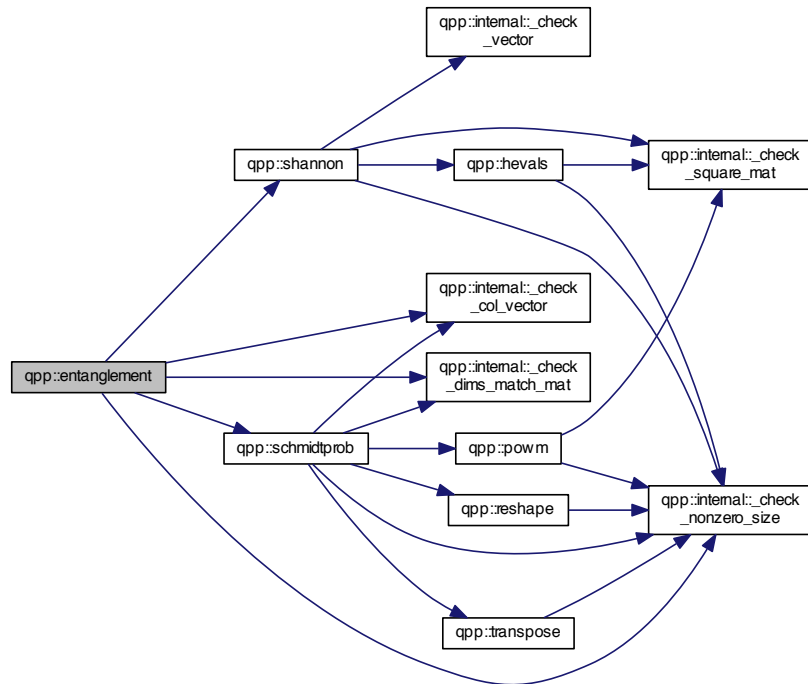 qpp::internal::_check
_vector
qpp::shannon
qpp::hevals
qpp::internal::_check
_square_mat
qpp::internal::_check
_col_vector
qpp::entanglement
qpp::internal::_check
_dims_match_mat
qpp::schmidtprob
qpp::powm
qpp::reshape
qpp::internal::_check
_nonzero_size
qpp::transpose